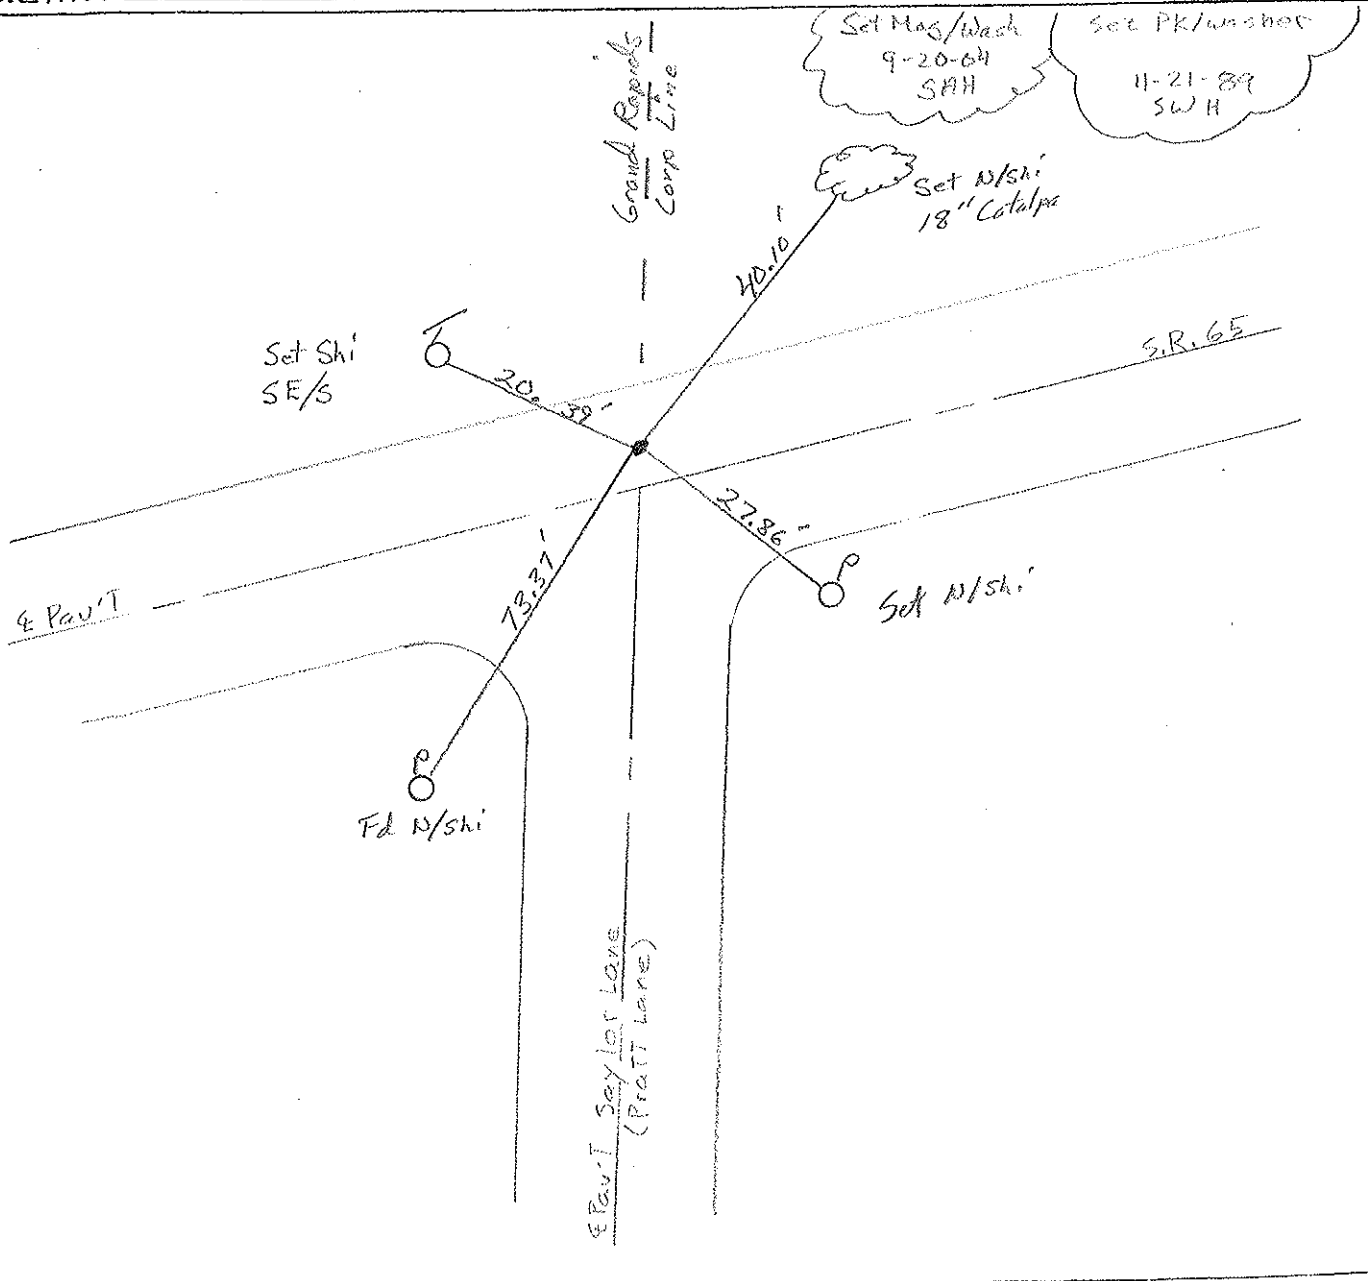 Set Mag/Wash
9-20-04
SAH
Set PK/washer
11-21-89
SWH
Grand Rapids
Corp Line
Set N/shi
18" Catalpa
40.10'
S.R. 65
Set Shi
SE/S
20.39'
27.86'
Set N/shi
73.37'
℄ Pav'T
Fd N/shi
℄ Pav'T Saylor Lane
(Pratt Lane)